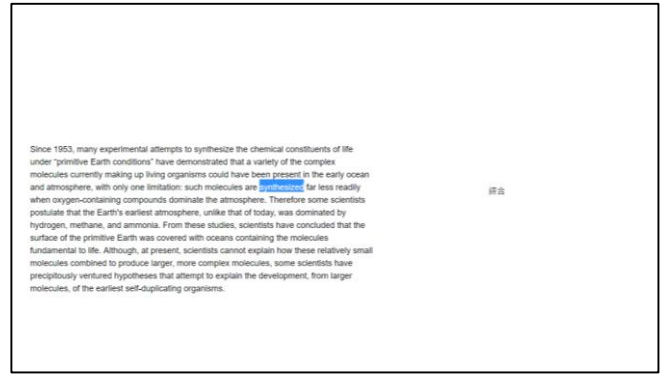 Since 1953, many experimental attempts to synthesize the chemical constituents of life
under “primitive Earth conditions” have demonstrated that a variety of the complex
molecules currently making up living organisms could have been present in the early ocean
and atmosphere, with only one limitation: such molecules are synthesized far less readily
when oxygen-containing compounds dominate the atmosphere. Therefore some scientists
postulate that the Earth's earliest atmosphere, unlike that of today, was dominated by
hydrogen, methane, and ammonia. From these studies, scientists have concluded that the
surface of the primitive Earth was covered with oceans containing the molecules
fundamental to life. Although, at present, scientists cannot explain how these relatively small
molecules combined to produce larger, more complex molecules, some scientists have
precipitously ventured hypotheses that attempt to explain the development, from larger
molecules, of the earliest self-duplicating organisms.
綜合